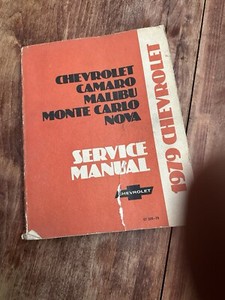 CHEVROLET
CAMARO
MALIBU
MONTE CARLO
NOVA
SERVICE
MANUAL
CHEVROLET
1979 CHEVROLET